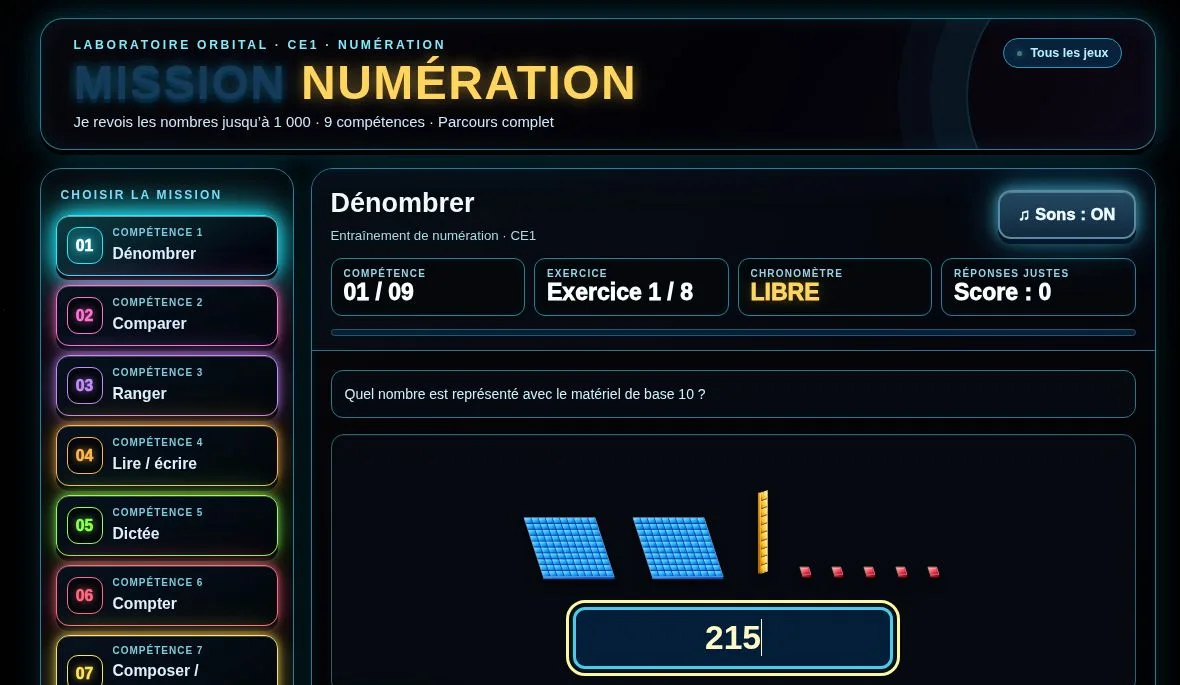 LABORATOIRE ORBITAL · CE1 · NUMÉRATION
Tous les jeux
MISSION NUMÉRATION
Je revois les nombres jusqu'à 1 000 · 9 compétences · Parcours complet
CHOISIR LA MISSION
01
COMPÉTENCE 1
Dénombrer
02
COMPÉTENCE 2
Comparer
03
COMPÉTENCE 3
Ranger
04
COMPÉTENCE 4
Lire / écrire
05
COMPÉTENCE 5
Dictée
06
COMPÉTENCE 6
Compter
07
COMPÉTENCE 7
Composer /
Dénombrer
Entraînement de numération · CE1
♫ Sons : ON
COMPÉTENCE
01 / 09
EXERCICE
Exercice 1 / 8
CHRONOMÈTRE
LIBRE
RÉPONSES JUSTES
Score : 0
Quel nombre est représenté avec le matériel de base 10 ?
215